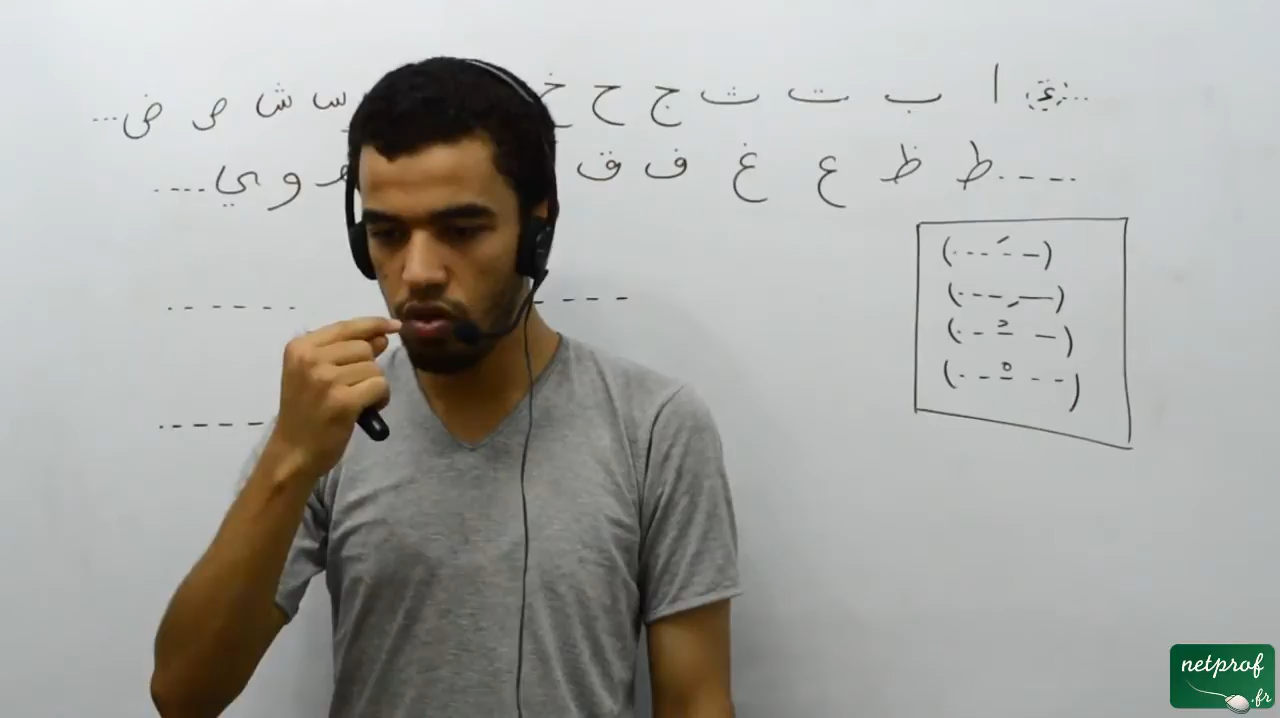 ء ا ب ت ث ج ح خ س ش ص ض
ط ظ ع غ ف ق و ي
(َ)
(ِ)
(ُ)
(ْ)
netprof
.fr